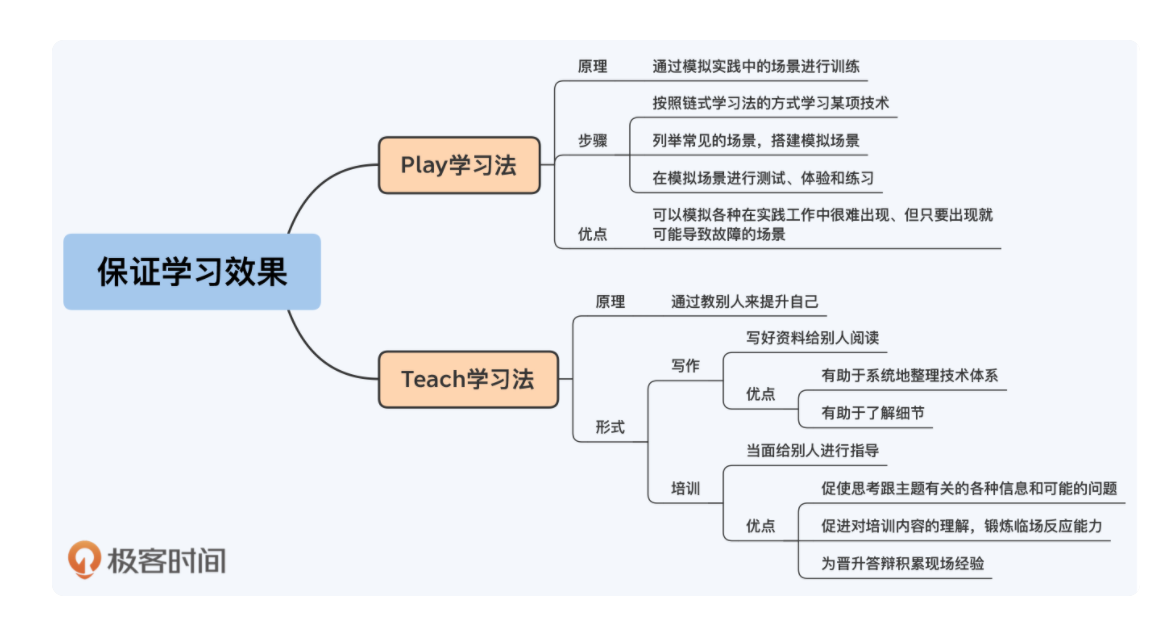 保证学习效果
Play学习法
原理
通过模拟实践中的场景进行训练
步骤
按照链式学习法的方式学习某项技术
列举常见的场景，搭建模拟场景
在模拟场景进行测试、体验和练习
优点
可以模拟各种在实践工作中很难出现、但只要出现就
可能导致故障的场景
Teach学习法
原理
通过教别人来提升自己
形式
写作
写好资料给别人阅读
优点
有助于系统地整理技术体系
有助于了解细节
培训
当面给别人进行指导
优点
促使思考跟主题有关的各种信息和可能的问题
促进对培训内容的理解，锻炼临场反应能力
为晋升答辩积累现场经验
极客时间